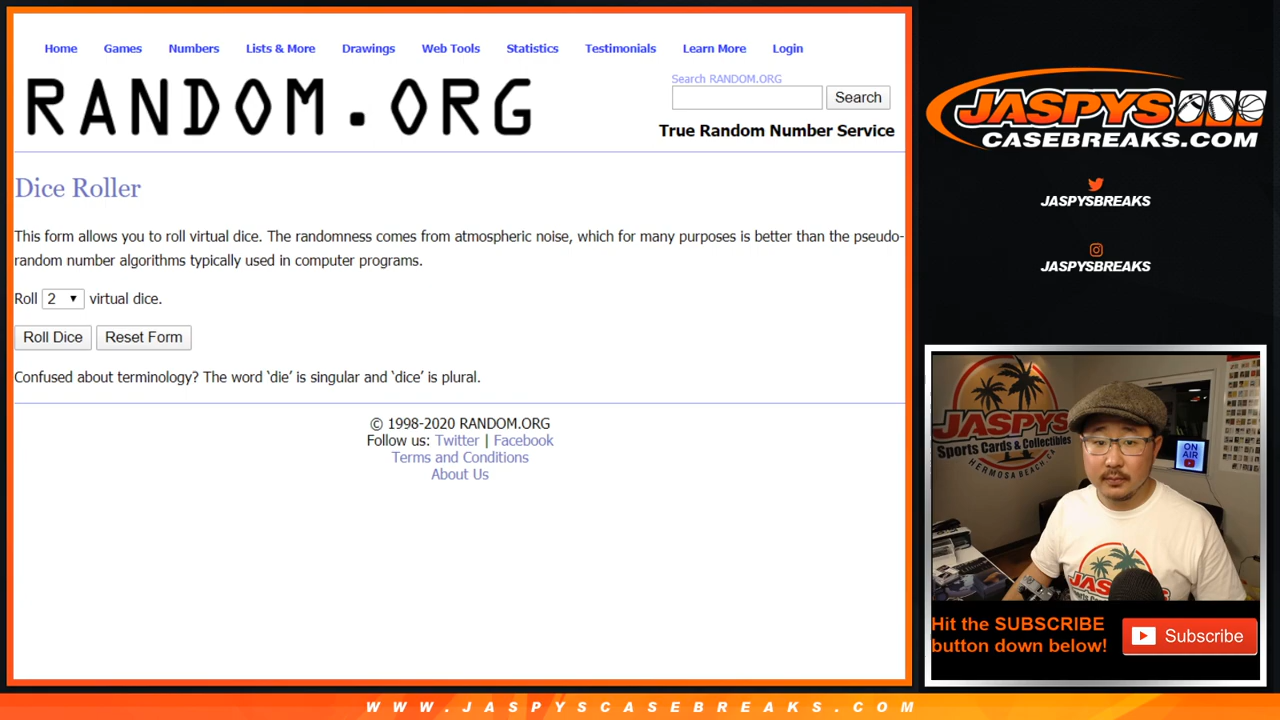 Home Games Numbers Lists & More Drawings Web Tools Statistics Testimonials Learn More Login
RANDOM.ORG
Search RANDOM.ORG
Search
True Random Number Service
Dice Roller
This form allows you to roll virtual dice. The randomness comes from atmospheric noise, which for many purposes is better than the pseudo-
random number algorithms typically used in computer programs.
Roll 2 virtual dice.
Roll Dice Reset Form
Confused about terminology? The word ‘die’ is singular and ‘dice’ is plural.
© 1998-2020 RANDOM.ORG
Follow us: Twitter | Facebook
Terms and Conditions
About Us
JASPYS
CASEBREAKS.COM
JASPYSBREAKS
JASPYSBREAKS
JASPYS
Sports Cards & Collectibles
HERMOSA BEACH, CA
ON
AIR
JASPYS
Hit the SUBSCRIBE
button down below!
Subscribe
WWW.JASPYSCASEBREAKS.COM